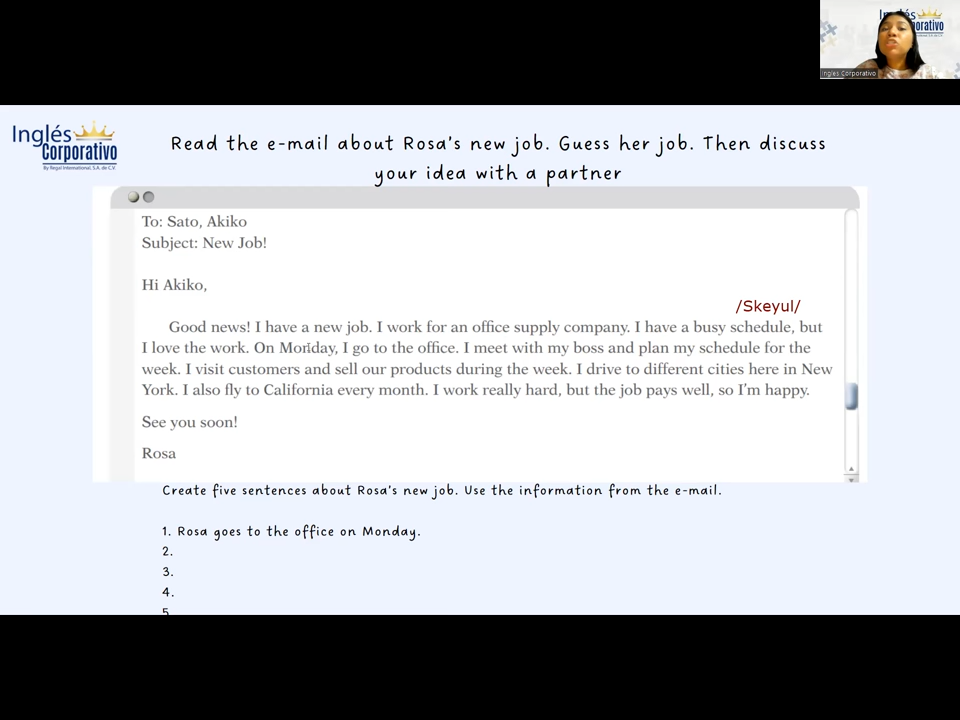 Inglés Corporativo
Inglés
Corporativo
By Regal International, S.A. de C.V.
Read the e-mail about Rosa's new job. Guess her job. Then discuss
your idea with a partner
To: Sato, Akiko
Subject: New Job!
Hi Akiko,
/Skeyul/
Good news! I have a new job. I work for an office supply company. I have a busy schedule, but
I love the work. On Monday, I go to the office. I meet with my boss and plan my schedule for the
week. I visit customers and sell our products during the week. I drive to different cities here in New
York. I also fly to California every month. I work really hard, but the job pays well, so I'm happy.
See you soon!
Rosa
Create five sentences about Rosa's new job. Use the information from the e-mail.
1. Rosa goes to the office on Monday.
2.
3.
4.
5.